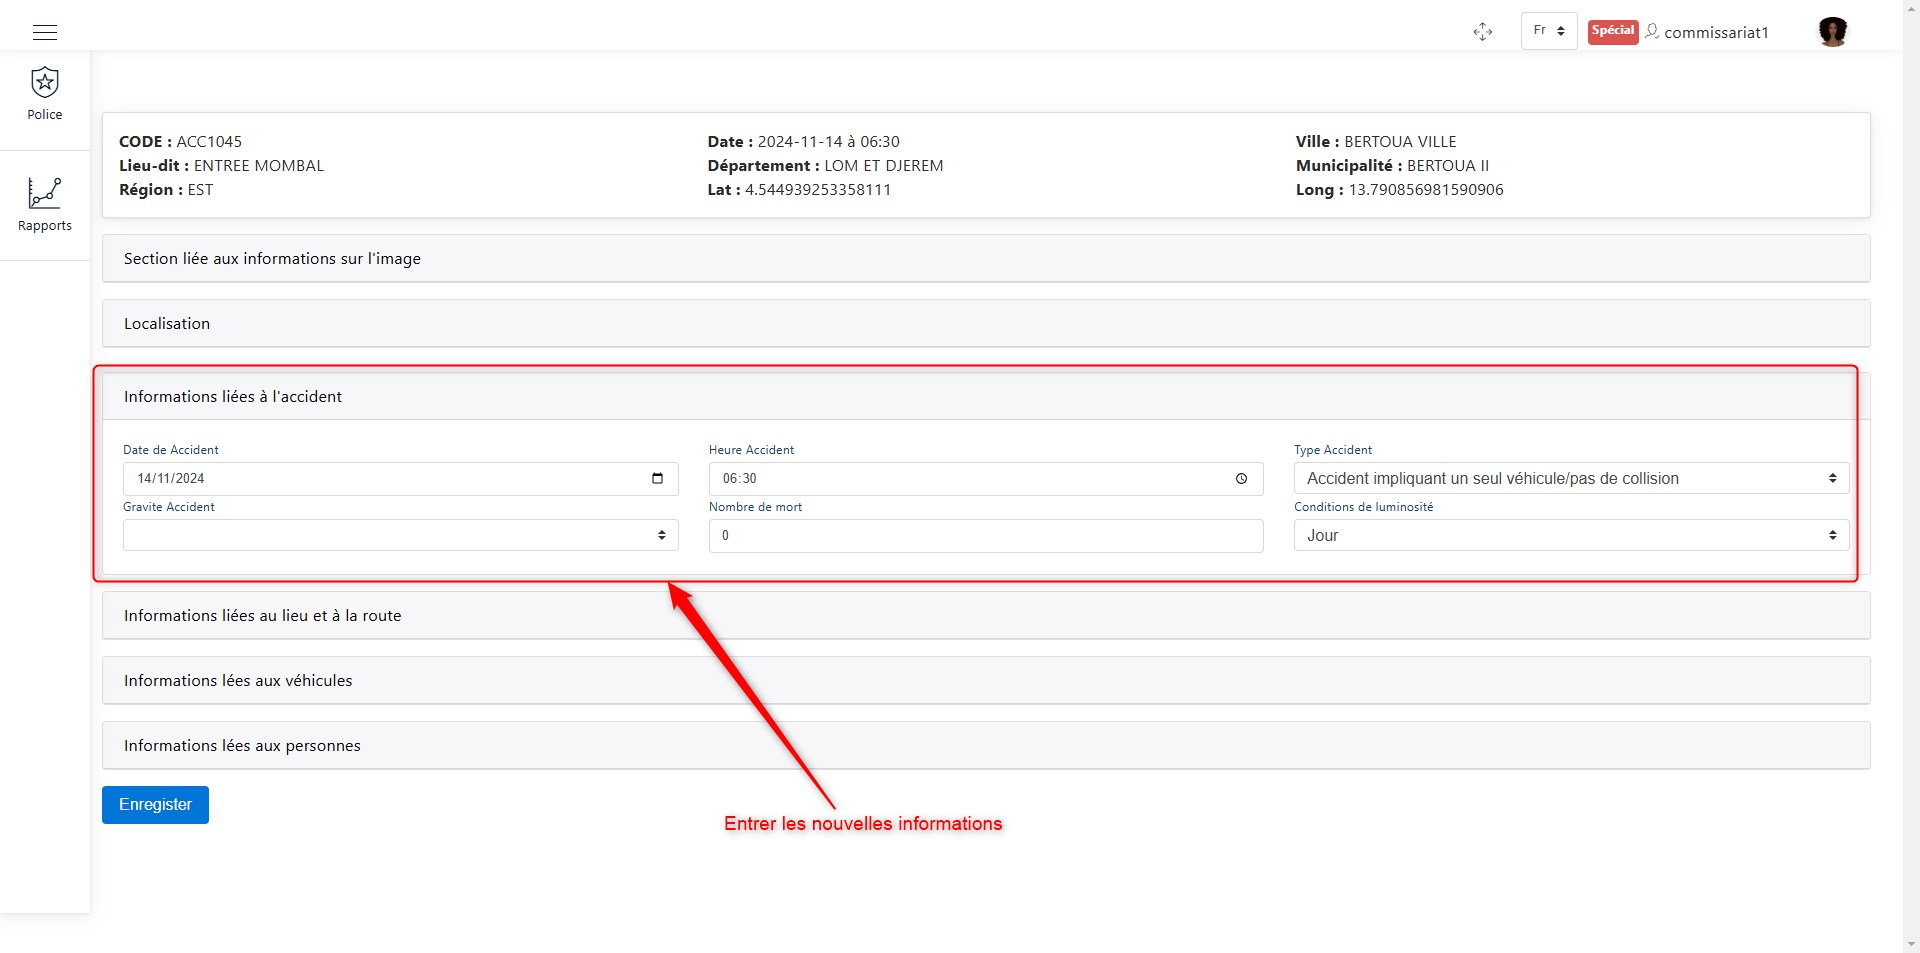 Fr
Spécial
commissariat1
Police
Rapports
CODE : ACC1045
Date : 2024-11-14 à 06:30
Ville : BERTOUA VILLE
Lieu-dit : ENTREE MOMBAL
Département : LOM ET DJEREM
Municipalité : BERTOUA II
Région : EST
Lat : 4.544939253358111
Long : 13.790856981590906
Section liée aux informations sur l'image
Localisation
Informations liées à l'accident
Date de Accident
Heure Accident
Type Accident
14/11/2024
06:30
Accident impliquant un seul véhicule/pas de collision
Gravite Accident
Nombre de mort
Conditions de luminosité
0
Jour
Informations liées au lieu et à la route
Informations lées aux véhicules
Informations lées aux personnes
Enregister
Entrer les nouvelles informations